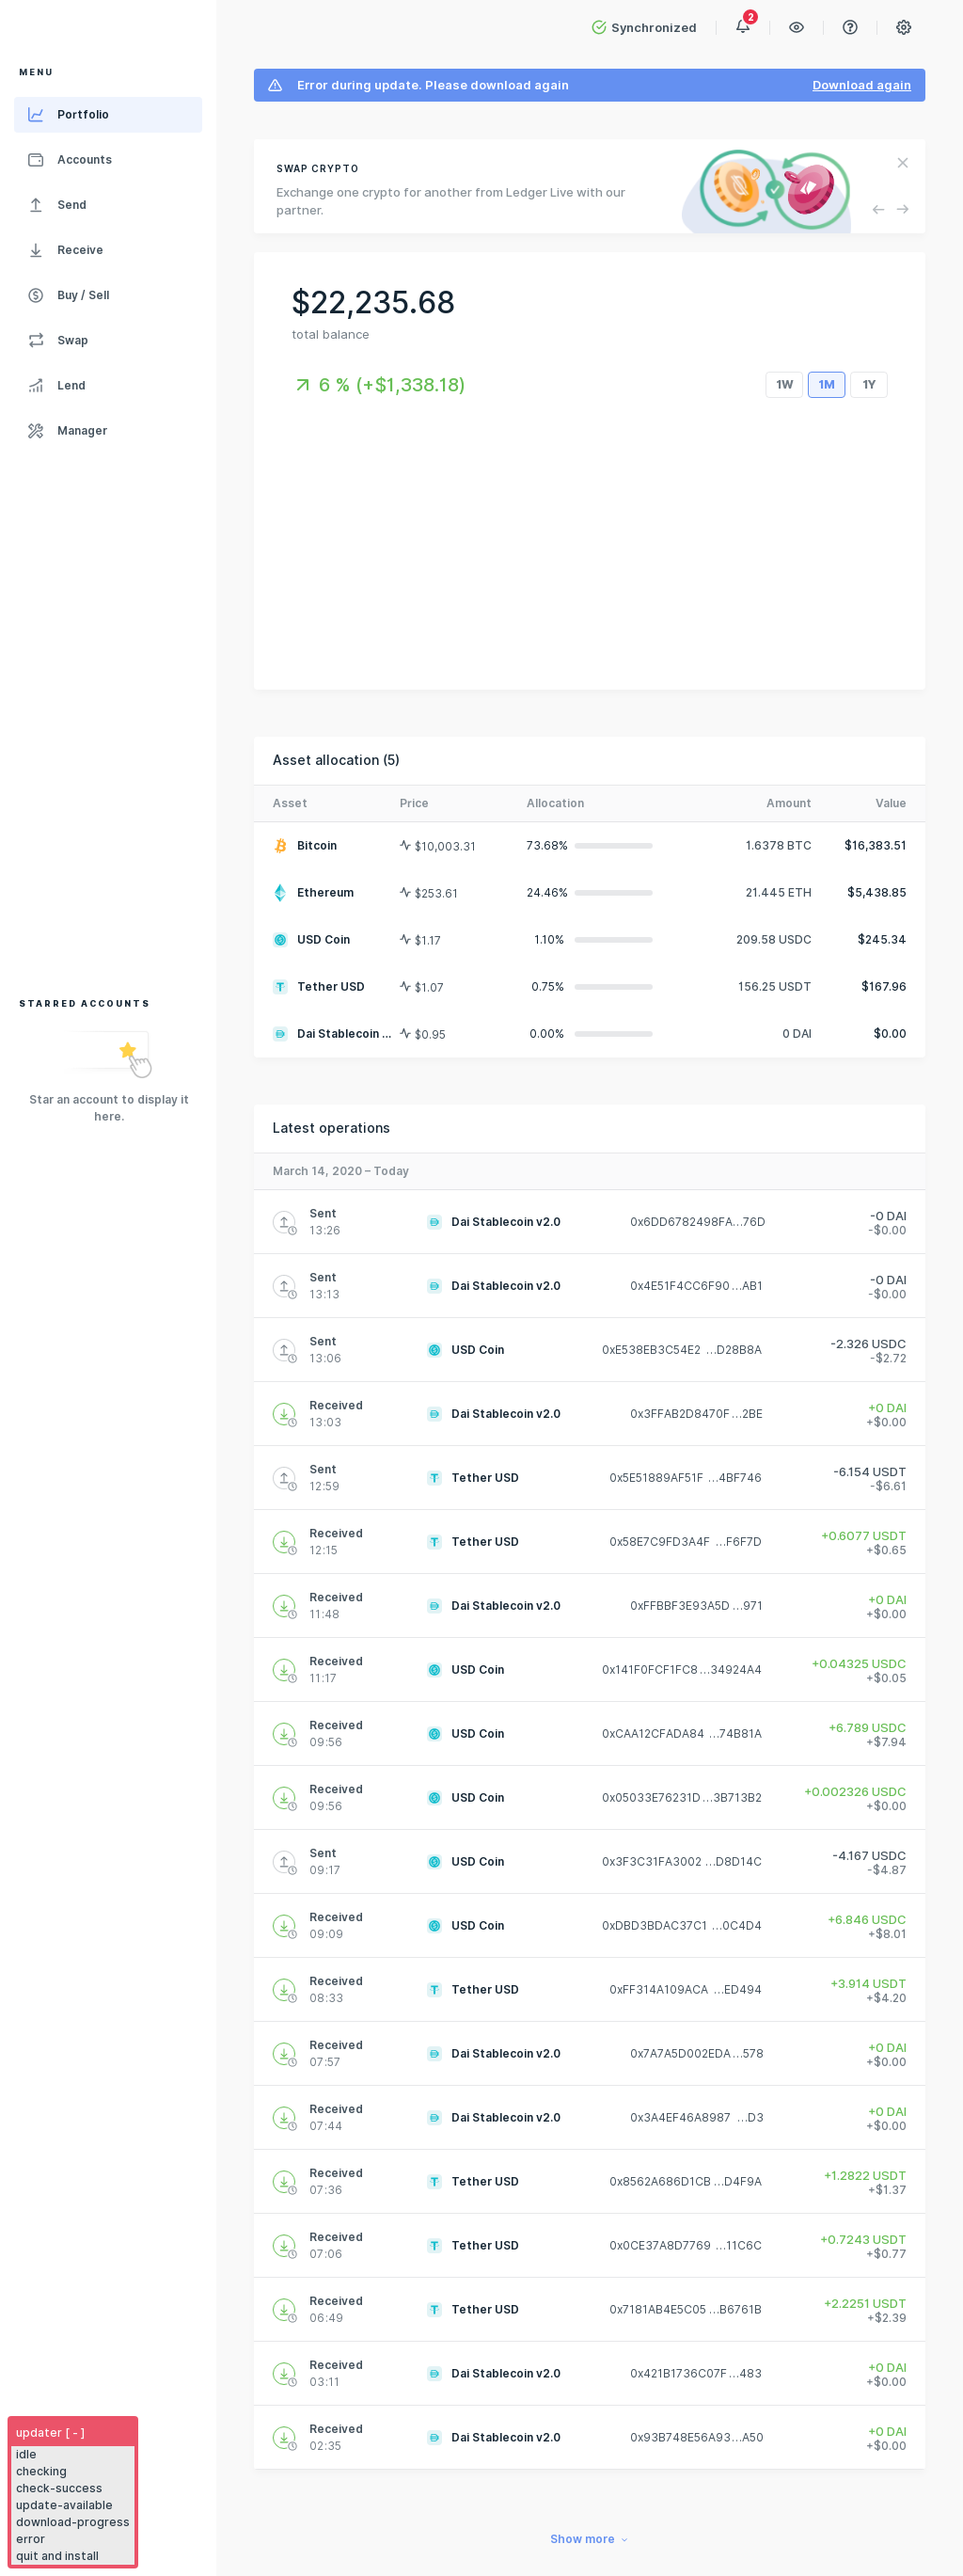 Synchronized
2
MENU
Portfolio
Accounts
Send
Receive
Buy / Sell
Swap
Lend
Manager
STARRED ACCOUNTS
Star an account to display it
here.
updater [ - ]
idle
checking
check-success
update-available
download-progress
error
quit and install
Error during update. Please download again Download again
SWAP CRYPTO
Exchange one crypto for another from Ledger Live with our
partner.
$22,235.68
total balance
6 % (+$1,338.18) 1W 1M 1Y
Asset allocation (5)
Asset Price Allocation Amount Value
Bitcoin $10,003.31 73.68% 1.6378 BTC $16,383.51
Ethereum $253.61 24.46% 21.445 ETH $5,438.85
USD Coin $1.17 1.10% 209.58 USDC $245.34
Tether USD $1.07 0.75% 156.25 USDT $167.96
Dai Stablecoin ... $0.95 0.00% 0 DAI $0.00
Latest operations
March 14, 2020 – Today
Sent
13:26 Dai Stablecoin v2.0 0x6DD6782498FA...76D -0 DAI
-$0.00
Sent
13:13 Dai Stablecoin v2.0 0x4E51F4CC6F90...AB1 -0 DAI
-$0.00
Sent
13:06 USD Coin 0xE538EB3C54E2 ...D28B8A -2.326 USDC
-$2.72
Received
13:03 Dai Stablecoin v2.0 0x3FFAB2D8470F...2BE +0 DAI
+$0.00
Sent
12:59 Tether USD 0x5E51889AF51F ...4BF746 -6.154 USDT
-$6.61
Received
12:15 Tether USD 0x58E7C9FD3A4F ...F6F7D +0.6077 USDT
+$0.65
Received
11:48 Dai Stablecoin v2.0 0xFFBBF3E93A5D ...971 +0 DAI
+$0.00
Received
11:17 USD Coin 0x141F0FCF1FC8...34924A4 +0.04325 USDC
+$0.05
Received
09:56 USD Coin 0xCAA12CFADA84 ...74B81A +6.789 USDC
+$7.94
Received
09:56 USD Coin 0x05033E76231D...3B713B2 +0.002326 USDC
+$0.00
Sent
09:17 USD Coin 0x3F3C31FA3002 ...D8D14C -4.167 USDC
-$4.87
Received
09:09 USD Coin 0xDBD3BDAC37C1 ...0C4D4 +6.846 USDC
+$8.01
Received
08:33 Tether USD 0xFF314A109ACA ...ED494 +3.914 USDT
+$4.20
Received
07:57 Dai Stablecoin v2.0 0x7A7A5D002EDA...578 +0 DAI
+$0.00
Received
07:44 Dai Stablecoin v2.0 0x3A4EF46A8987 ...D3 +0 DAI
+$0.00
Received
07:36 Tether USD 0x8562A686D1CB ...D4F9A +1.2822 USDT
+$1.37
Received
07:06 Tether USD 0x0CE37A8D7769 ...11C6C +0.7243 USDT
+$0.77
Received
06:49 Tether USD 0x7181AB4E5C05 ...B6761B +2.2251 USDT
+$2.39
Received
03:11 Dai Stablecoin v2.0 0x421B1736C07F...483 +0 DAI
+$0.00
Received
02:35 Dai Stablecoin v2.0 0x93B748E56A93...A50 +0 DAI
+$0.00
Show more